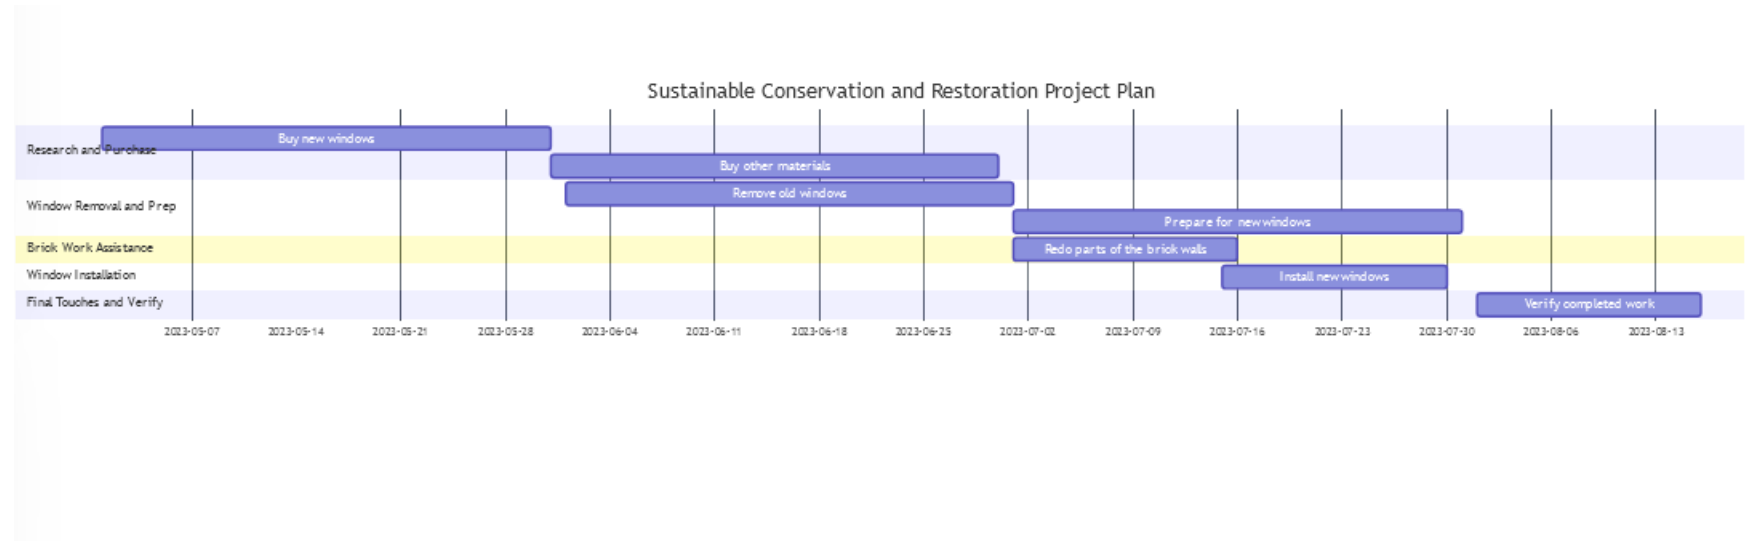 Sustainable Conservation and Restoration Project Plan
Buy new windows
Research and Purchase
Buy other materials
Remove old windows
Window Removal and Prep
Prepare for new windows
Brick Work Assistance
Redo parts of the brick walls
Window Installation
Install new windows
Final Touches and Verify
Verify completed work
2023-05-07 2023-05-14 2023-05-21 2023-05-28 2023-06-04 2023-06-11 2023-06-18 2023-06-25 2023-07-02 2023-07-09 2023-07-16 2023-07-23 2023-07-30 2023-08-06 2023-08-13